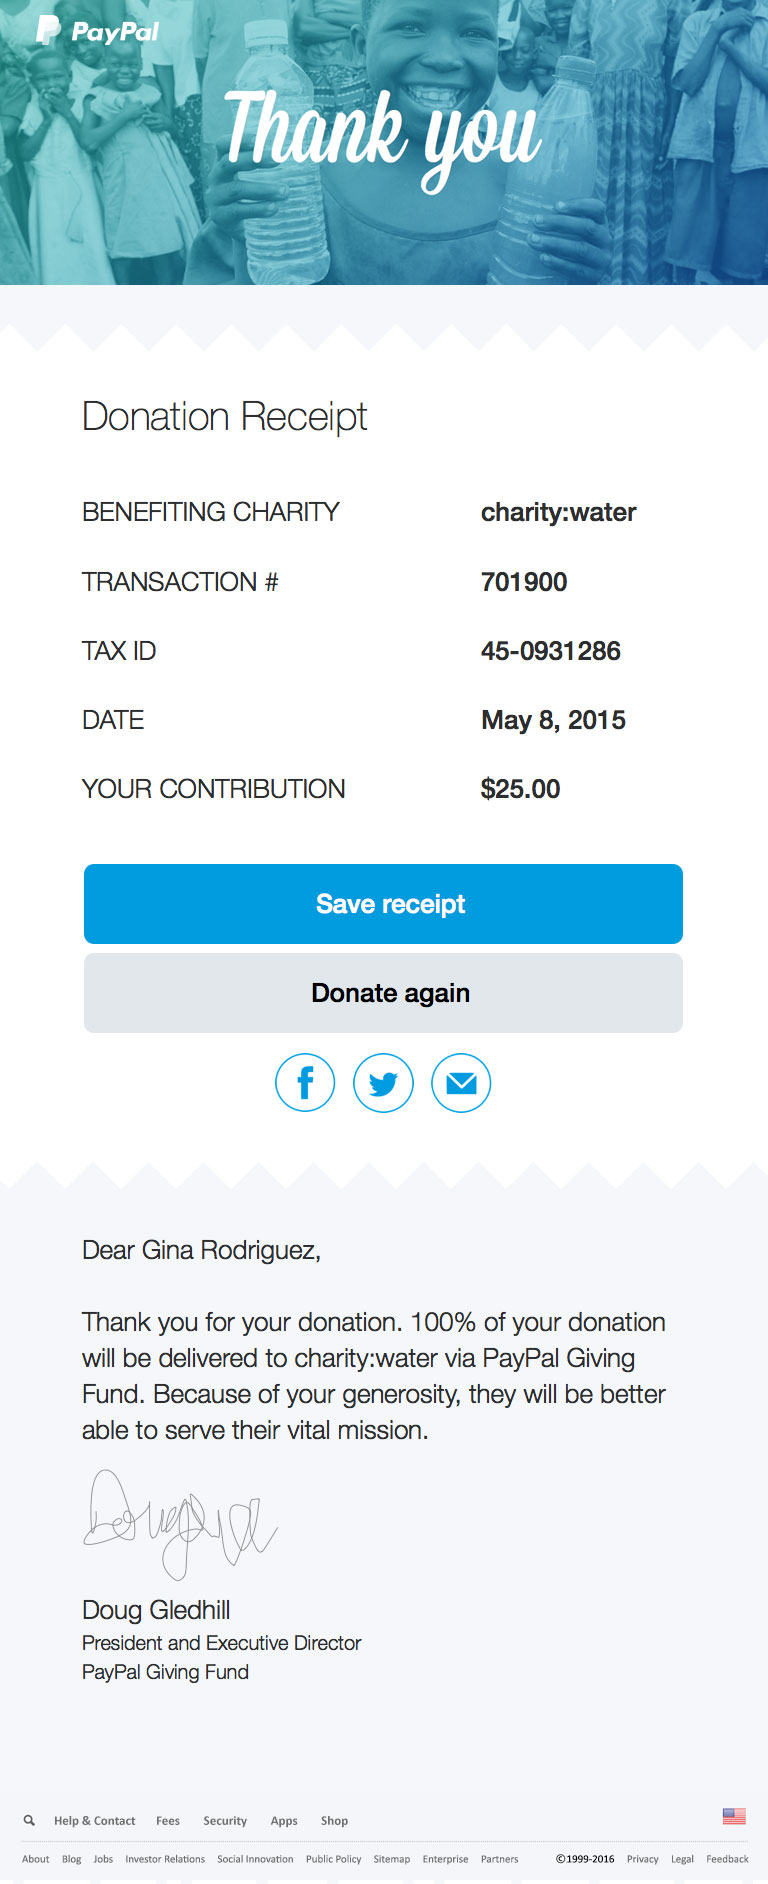 PayPal
Thank you
Donation Receipt
BENEFITING CHARITY charity:water
TRANSACTION # 701900
TAX ID 45-0931286
DATE May 8, 2015
YOUR CONTRIBUTION $25.00
Save receipt
Donate again
Dear Gina Rodriguez,
Thank you for your donation. 100% of your donation
will be delivered to charity:water via PayPal Giving
Fund. Because of your generosity, they will be better
able to serve their vital mission.
Doug Gledhill
President and Executive Director
PayPal Giving Fund
Help & Contact Fees Security Apps Shop
About Blog Jobs Investor Relations Social Innovation Public Policy Sitemap Enterprise Partners ©1999-2016 Privacy Legal Feedback